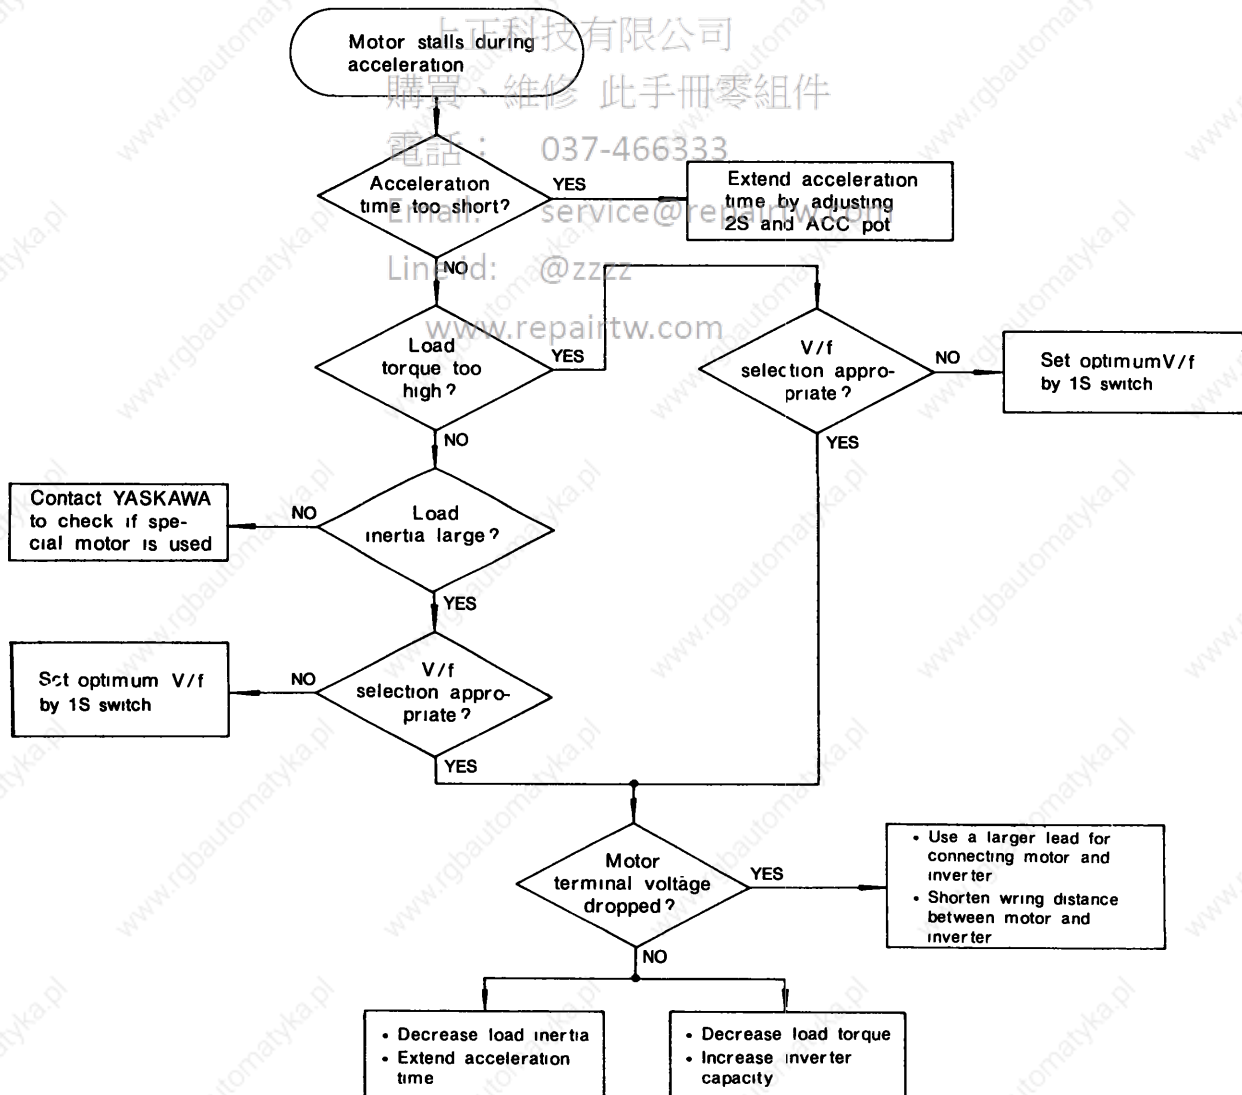 上正科技有限公司
Motor stalls during
acceleration
購買、維修 此手冊零組件
電話： 037-466333
Acceleration
time too short?
YES
Extend acceleration
time by adjusting
2S and ACC pot
Email: service@repairtw.com
NO
Line id: @zzzz
www.repairtw.com
Load
torque too
high?
YES
V/f
selection appro-
priate?
NO
Set optimum V/f
by 1S switch
NO
YES
Contact YASKAWA
to check if spe-
cial motor is used
NO
Load
inertia large?
YES
Set optimum V/f
by 1S switch
NO
V/f
selection appro-
priate?
YES
Motor
terminal voltage
dropped?
YES
• Use a larger lead for
connecting motor and
inverter
• Shorten wring distance
between motor and
inverter
NO
• Decrease load inertia
• Extend acceleration
time
• Decrease load torque
• Increase inverter
capacity
www.rgbautomatyka.pl